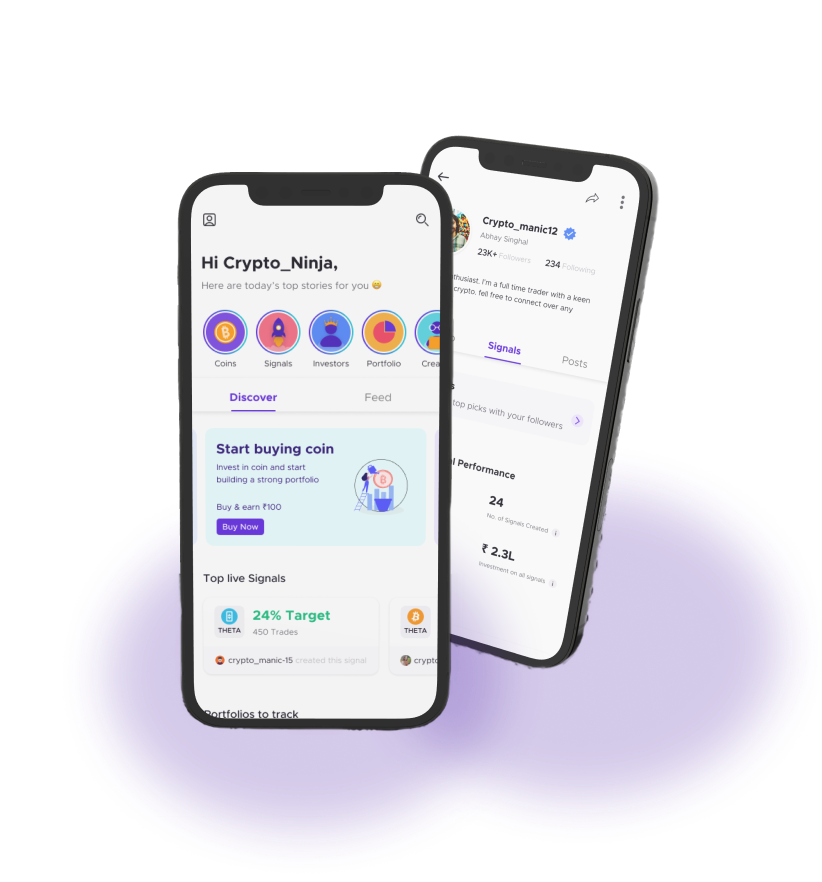 Hi Crypto_Ninja,
Here are today's top stories for you
Coins
Signals
Investors
Portfolio
Crea
Discover
Feed
Start buying coin
Invest in coin and start
building a strong portfolio
Buy & earn ₹100
Buy Now
Top live Signals
THETA
24% Target
450 Trades
crypto_manic-15 created this signal
THETA
crypto
Portfolios to track
Crypto_manic12
Abhay Singhal
23K+ Followers
234 Following
thusiast. I'm a full time trader with a keen
crypto, fell free to connect over any
Signals
Posts
s
top picks with your followers
l Performance
24
No. of Signals Created
₹ 2.3L
Investment on all signals